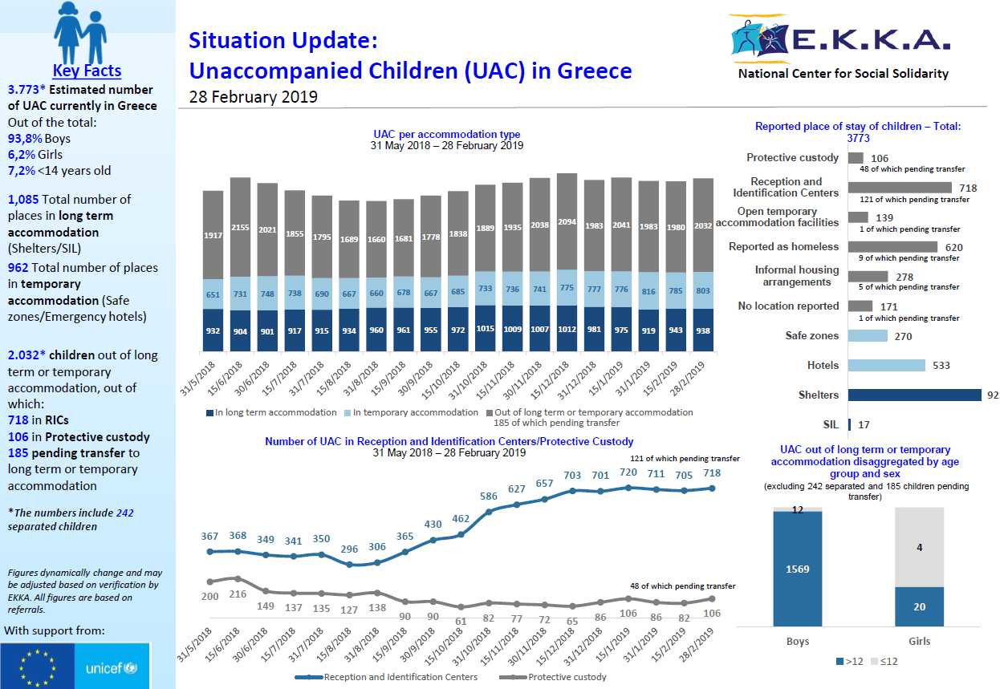 Key Facts
3.773* Estimated number
of UAC currently in Greece
Out of the total:
93,8% Boys
6,2% Girls
7,2% <14 years old
1,085 Total number of
places in long term
accommodation
(Shelters/SIL)
962 Total number of places
in temporary
accommodation (Safe
zones/Emergency hotels)
2.032* children out of long
term or temporary
accommodation, out of
which:
718 in RICs
106 in Protective custody
185 pending transfer to
long term or temporary
accommodation
*The numbers include 242
separated children
Figures dynamically change and may
be adjusted based on verification by
EKKA. All figures are based on
referrals.
With support from:
unicef
Situation Update:
Unaccompanied Children (UAC) in Greece
28 February 2019
E.K.K.A.
National Center for Social Solidarity
UAC per accommodation type
31 May 2018 – 28 February 2019
1917 2155 2021 1855 1795 1689 1660 1681 1778 1838 1889 1935 2038 2094 1983 2041 1983 1980 2032
651 731 748 738 690 667 660 678 667 685 733 736 741 775 777 776 816 785 803
932 904 901 917 915 934 960 961 955 972 1015 1009 1007 1012 981 975 919 943 938
31/5/2018 15/6/2018 30/6/2018 15/7/2018 31/7/2018 15/8/2018 31/8/2018 15/9/2018 30/9/2018 15/10/2018 31/10/2018 15/11/2018 30/11/2018 15/12/2018 31/12/2018 15/1/2019 31/1/2019 15/2/2019 28/2/2019
In long term accommodation In temporary accommodation Out of long term or temporary accommodation
185 of which pending transfer
Number of UAC in Reception and Identification Centers/Protective Custody
31 May 2018 – 28 February 2019
121 of which pending transfer
367 368 349 341 350 296 306 365 430 462 586 627 657 703 701 720 711 705 718
48 of which pending transfer
200 216 149 137 135 127 138 90 90 61 82 77 72 65 86 106 86 82 106
31/5/2018 15/6/2018 30/6/2018 15/7/2018 31/7/2018 15/8/2018 31/8/2018 15/9/2018 30/9/2018 15/10/2018 31/10/2018 15/11/2018 30/11/2018 15/12/2018 31/12/2018 15/1/2019 31/1/2019 15/2/2019 28/2/2019
Reception and Identification Centers Protective custody
Reported place of stay of children – Total:
3773
Protective custody 106
48 of which pending transfer
Reception and
Identification Centers 718
121 of which pending transfer
Open temporary
accommodation facilities 139
1 of which pending transfer
Reported as homeless 620
9 of which pending transfer
Informal housing
arrangements 278
5 of which pending transfer
No location reported 171
1 of which pending transfer
Safe zones 270
Hotels 533
Shelters 92
SIL 17
UAC out of long term or temporary
accommodation disaggregated by age
group and sex
(excluding 242 separated and 185 children pending
transfer)
12
4
1569
20
Boys Girls
>12 ≤12